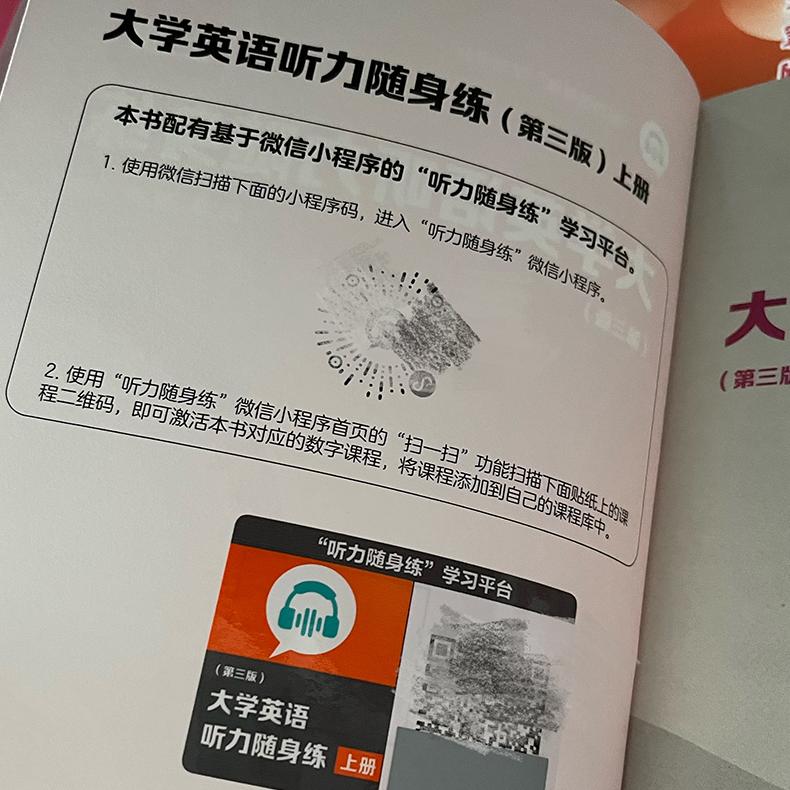 大学英语听力随身练（第三版）上册
本书配有基于微信小程序的“听力随身练”学习平台。
1. 使用微信扫描下面的小程序码，进入“听力随身练”微信小程序。
2. 使用“听力随身练”微信小程序首页的“扫一扫”功能扫描下面贴纸上的课
程二维码，即可激活本书对应的数字课程，将课程添加到自己的课程库中。
“听力随身练”学习平台
（第三版）
大学英语
听力随身练 上册
大
（第三版